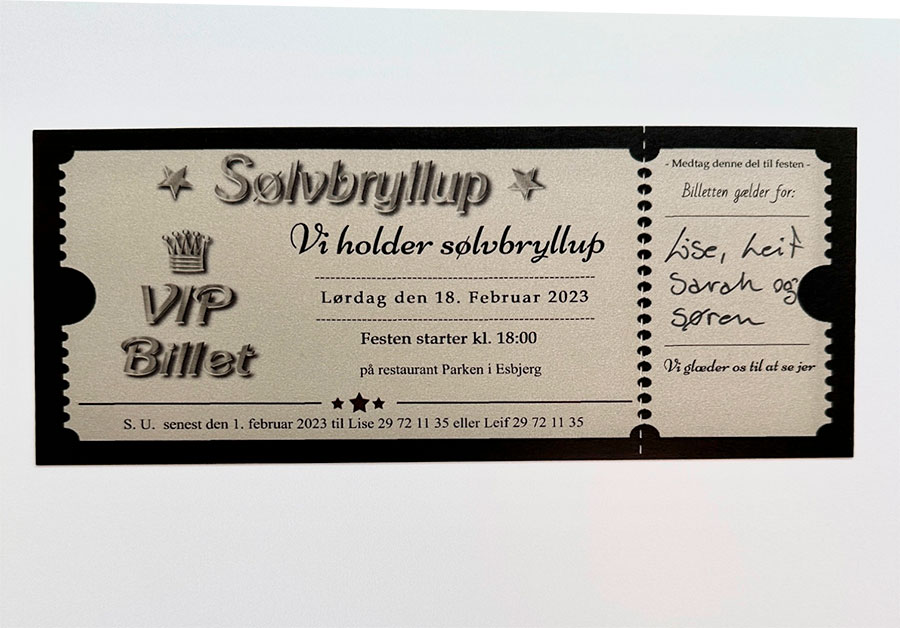 Sølvbryllup
Vi holder sølvbryllup
VIP
Billet
Lørdag den 18. Februar 2023
Festen starter kl. 18:00
på restaurant Parken i Esbjerg
S. U. senest den 1. februar 2023 til Lise 29 72 11 35 eller Leif 29 72 11 35
- Medtag denne del til festen -
Billetten gælder for:
Lise, Leif
Sarah og
Søren
Vi glæder os til at se jer